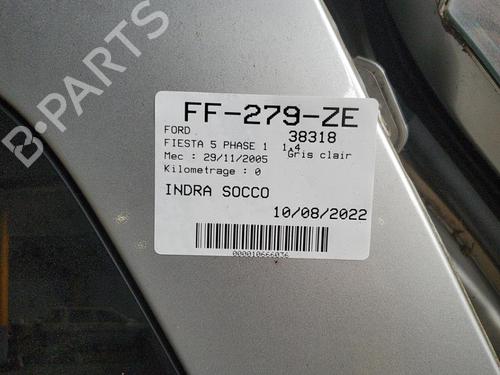 B-PARTS
FF-279-ZE
FORD 38318
FIESTA 5 PHASE 1 1.4
Mec : 29/11/2005 Gris clair
Kilometrage : 0
INDRA SOCCO
10/08/2022
000010666036